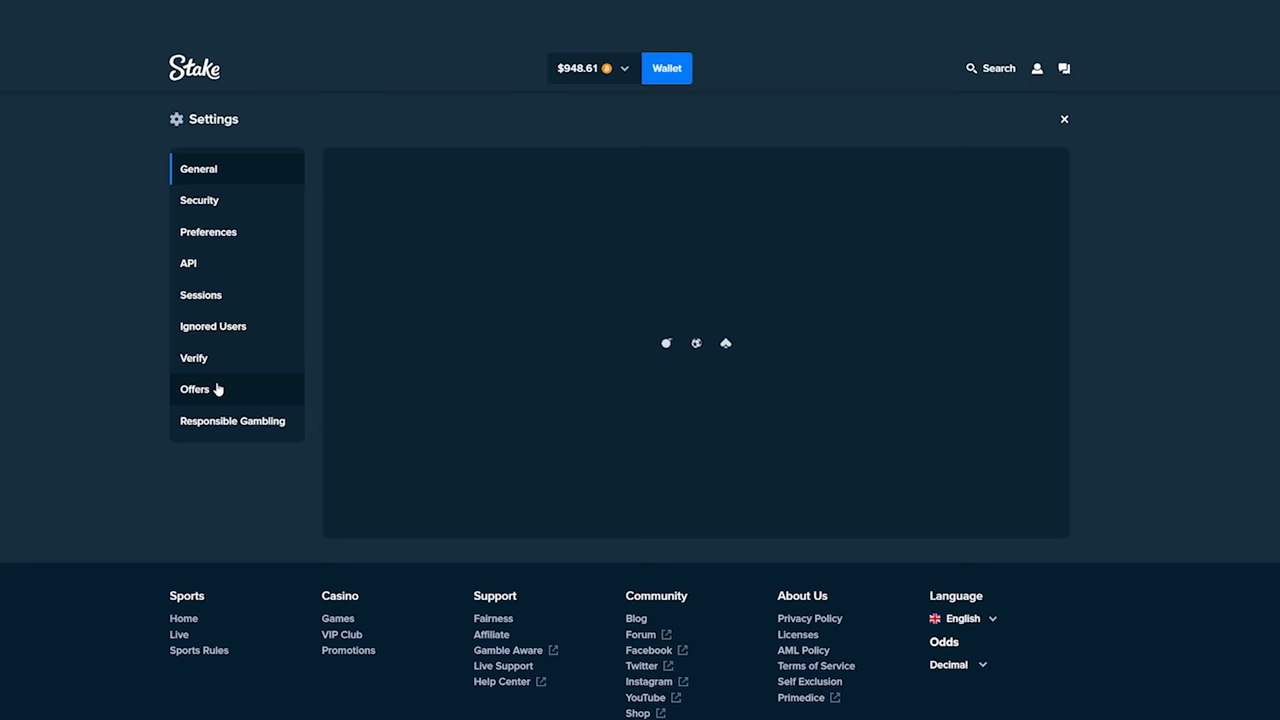 Stake
$948.61
Wallet
Search
Settings
General
Security
Preferences
API
Sessions
Ignored Users
Verify
Offers
Responsible Gambling
Sports
Home
Live
Sports Rules
Casino
Games
VIP Club
Promotions
Support
Fairness
Affiliate
Gamble Aware
Live Support
Help Center
Community
Blog
Forum
Facebook
Twitter
Instagram
YouTube
Shop
About Us
Privacy Policy
Licenses
AML Policy
Terms of Service
Self Exclusion
Primedice
Language
English
Odds
Decimal